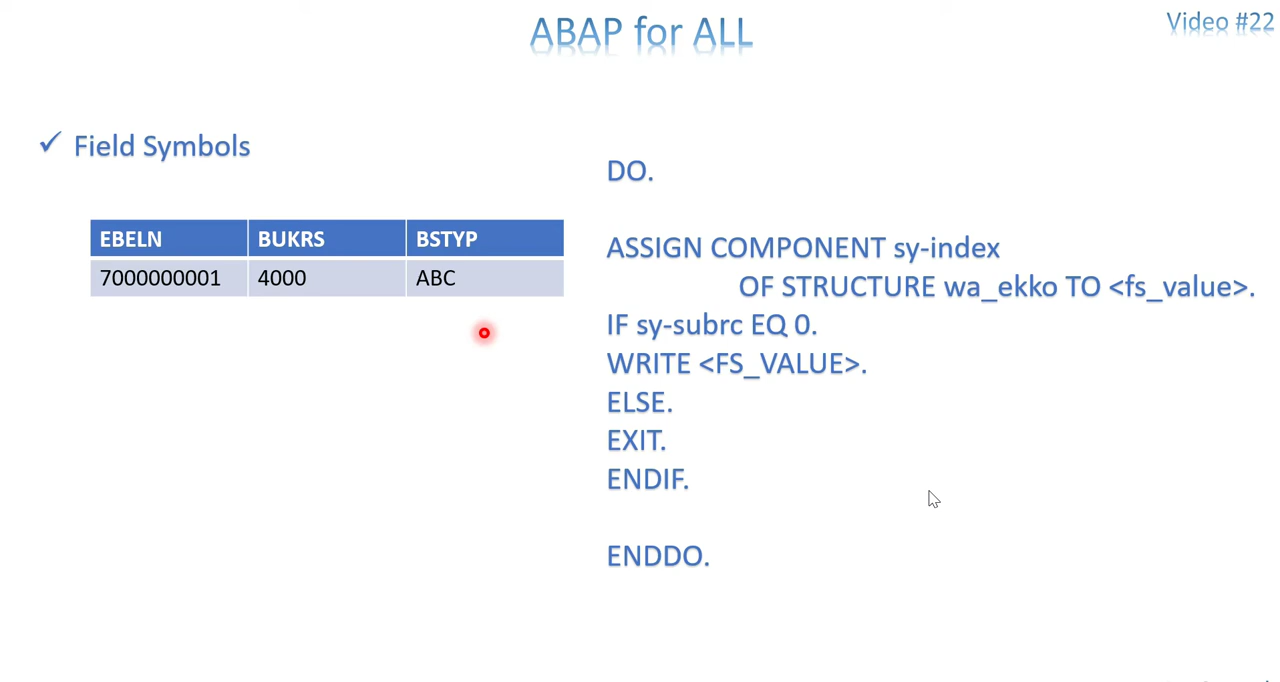 ABAP for ALL
Video #22
Field Symbols
EBELN BUKRS BSTYP
7000000001 4000 ABC
DO.
ASSIGN COMPONENT sy-index
OF STRUCTURE wa_ekko TO <fs_value>.
IF sy-subrc EQ 0.
WRITE <FS_VALUE>.
ELSE.
EXIT.
ENDIF.
ENDDO.